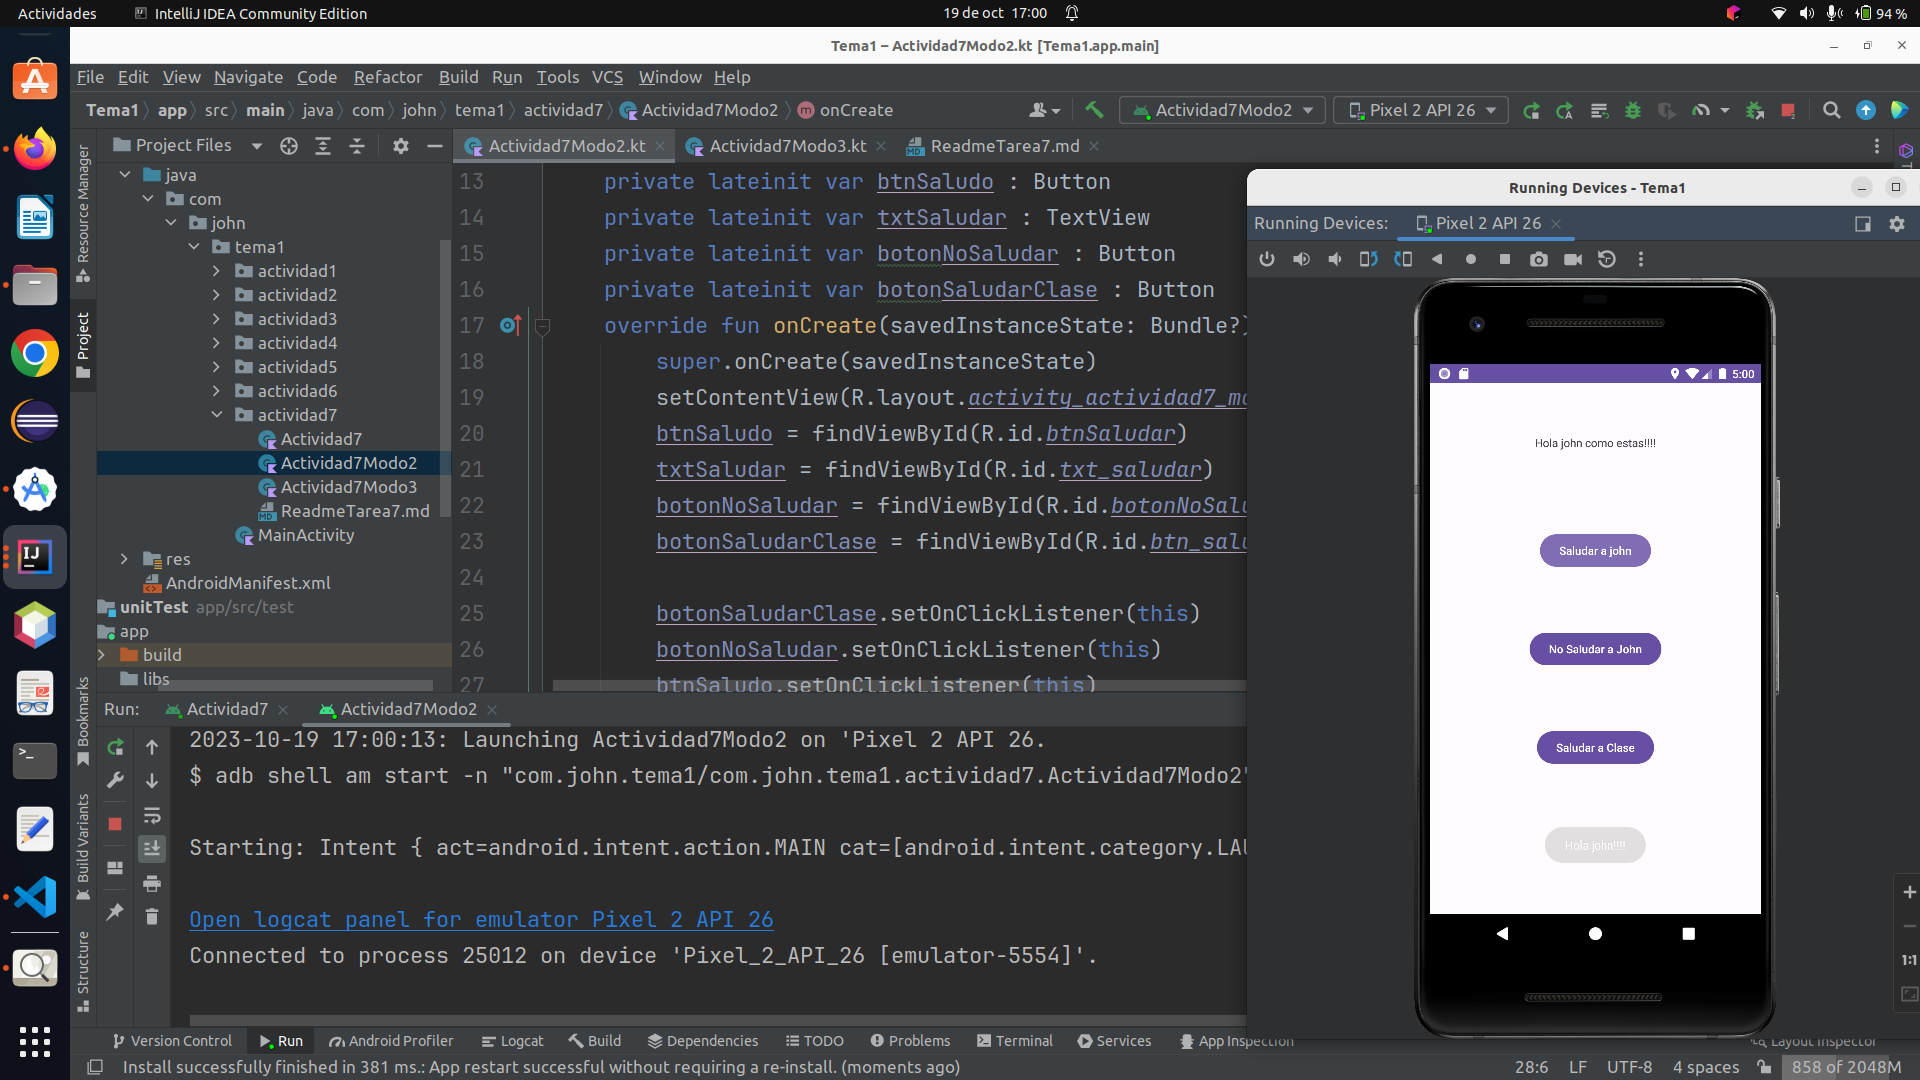 Actividades
IntelliJ IDEA Community Edition
19 de oct 17:00
94 %
Tema1 – Actividad7Modo2.kt [Tema1.app.main]
File Edit View Navigate Code Refactor Build Run Tools VCS Window Help
Tema1 app src main java com john tema1 actividad7 Actividad7Modo2 onCreate
Actividad7Modo2 Pixel 2 API 26
Resource Manager
Project
Bookmarks
Build Variants
Structure
Project Files
java
com
john
tema1
actividad1
actividad2
actividad3
actividad4
actividad5
actividad6
actividad7
Actividad7
Actividad7Modo2
Actividad7Modo3
ReadmeTarea7.md
MainActivity
res
AndroidManifest.xml
unitTest app/src/test
app
build
libs
Actividad7Modo2.kt Actividad7Modo3.kt ReadmeTarea7.md
13 private lateinit var btnSaludo : Button
14 private lateinit var txtSaludar : TextView
15 private lateinit var botonNoSaludar : Button
16 private lateinit var botonSaludarClase : Button
17 override fun onCreate(savedInstanceState: Bundle?)
18 super.onCreate(savedInstanceState)
19 setContentView(R.layout.activity_actividad7_mo
20 btnSaludo = findViewById(R.id.btnSaludar)
21 txtSaludar = findViewById(R.id.txt_saludar)
22 botonNoSaludar = findViewById(R.id.botonNoSalu
23 botonSaludarClase = findViewById(R.id.btn_salu
24
25 botonSaludarClase.setOnClickListener(this)
26 botonNoSaludar.setOnClickListener(this)
27 btnSaludo.setOnClickListener(this)
Run: Actividad7 Actividad7Modo2
2023-10-19 17:00:13: Launching Actividad7Modo2 on 'Pixel 2 API 26.
$ adb shell am start -n "com.john.tema1/com.john.tema1.actividad7.Actividad7Modo2"
Starting: Intent { act=android.intent.action.MAIN cat=[android.intent.category.LAU
Open logcat panel for emulator Pixel 2 API 26
Connected to process 25012 on device 'Pixel_2_API_26 [emulator-5554]'.
Running Devices - Tema1
Running Devices: Pixel 2 API 26
5:00
Hola john como estas!!!!
Saludar a john
No Saludar a John
Saludar a Clase
Hola john!!!!
1:1
Version Control Run Android Profiler Logcat Build Dependencies TODO Problems Terminal Services App Inspection Layout Inspector
Install successfully finished in 381 ms.: App restart successful without requiring a re-install. (moments ago)
28:6 LF UTF-8 4 spaces 858 of 2048M